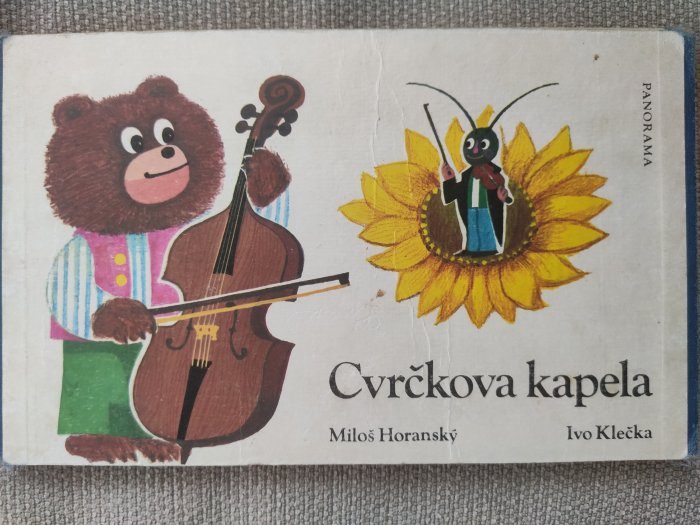 PANORAMA
Cvrčkova kapela
Miloš Horanský
Ivo Klečka